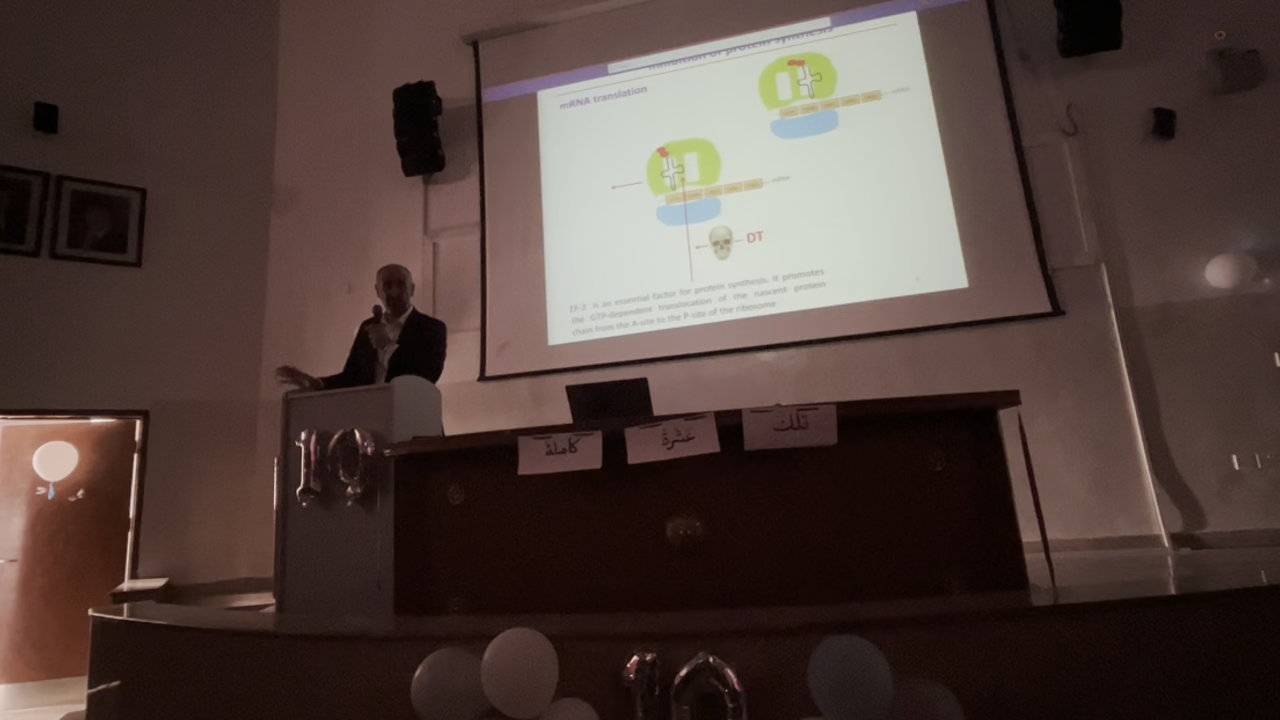 Inhibition of protein synthesis
mRNA translation
DT
EF-2 is an essential factor for protein synthesis. It promotes
the GTP-dependent translocation of the nascent protein
chain from the A-site to the P-site of the ribosome
تلك
عشرة
كاملة
10
10